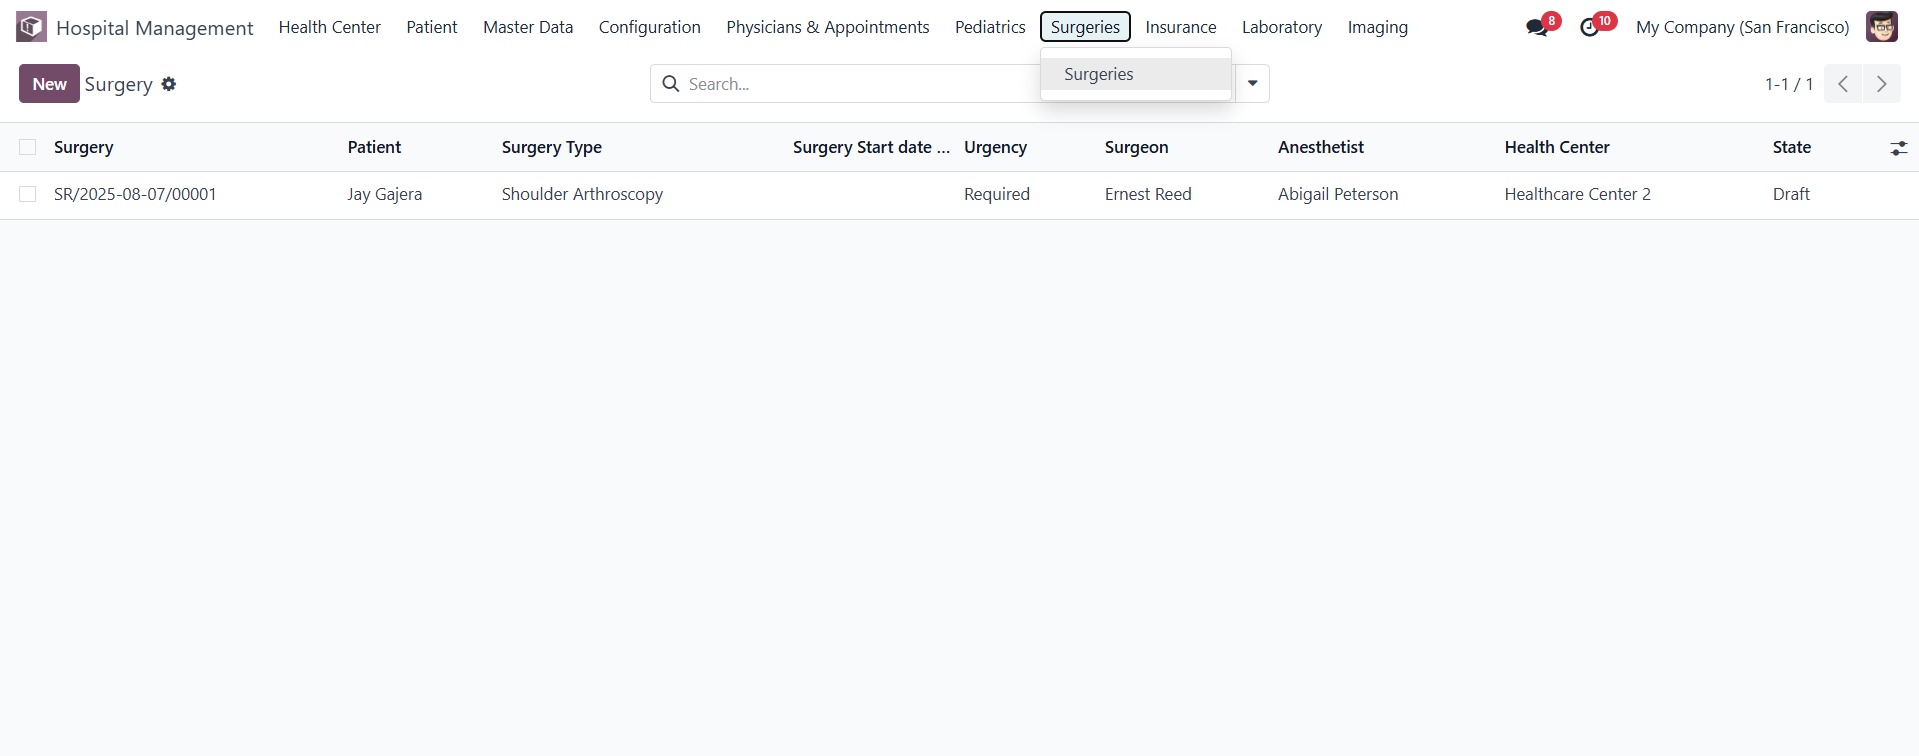 Hospital Management Health Center Patient Master Data Configuration Physicians & Appointments Pediatrics Surgeries Insurance Laboratory Imaging 8 10 My Company (San Francisco)
Surgeries
New Surgery Search... 1-1 / 1
Surgery Patient Surgery Type Surgery Start date ... Urgency Surgeon Anesthetist Health Center State
SR/2025-08-07/00001 Jay Gajera Shoulder Arthroscopy Required Ernest Reed Abigail Peterson Healthcare Center 2 Draft